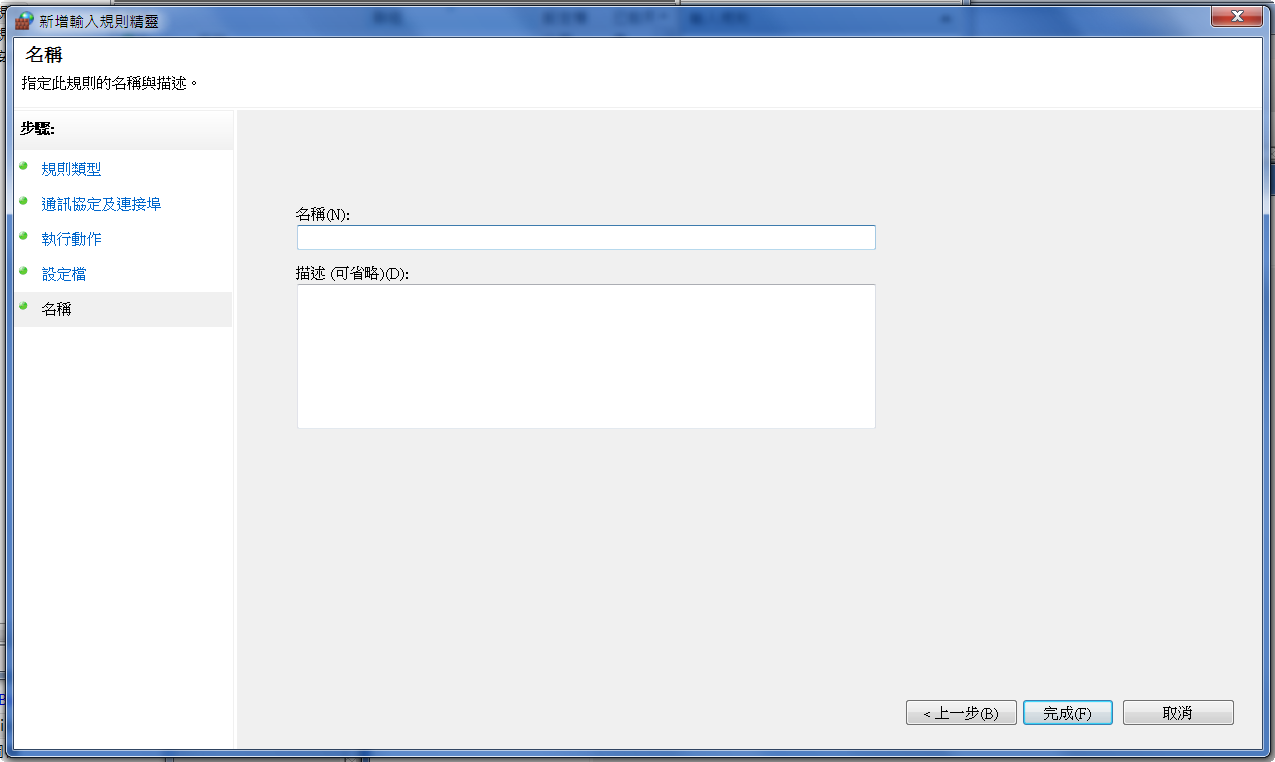 新增輸入規則精靈
名稱
指定此規則的名稱與描述。
步驟:
規則類型
通訊協定及連接埠
執行動作
設定檔
名稱
名稱(N):
描述 (可省略)(D):
< 上一步(B)
完成(F)
取消